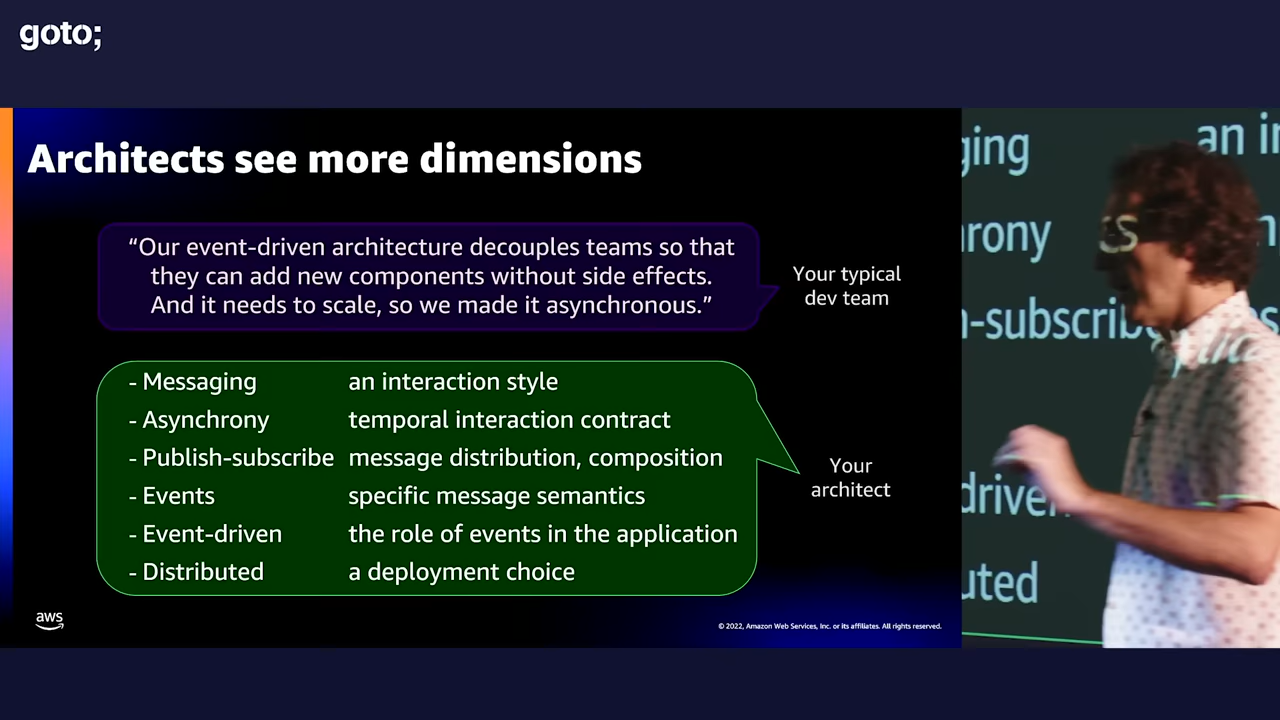 goto;
Architects see more dimensions
“Our event-driven architecture decouples teams so that
they can add new components without side effects.
And it needs to scale, so we made it asynchronous.”
Your typical
dev team
- Messaging an interaction style
- Asynchrony temporal interaction contract
- Publish-subscribe message distribution, composition
- Events specific message semantics
- Event-driven the role of events in the application
- Distributed a deployment choice
Your
architect
aws
© 2022, Amazon Web Services, Inc. or its affiliates. All rights reserved.
ging
an in
rony
cs
n-subscribe
driven
uted